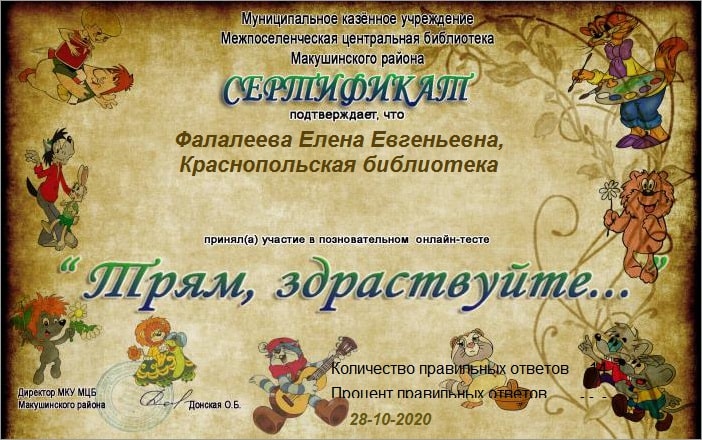 Муниципальное казённое учреждение
Межпоселенческая центральная библиотека
Макушинского района
СЕРТИФИКАТ
подтверждает, что
Фалалеева Елена Евгеньевна,
Краснопольская библиотека
принял(а) участие в позновательном онлайн-тесте
“Трям, здраствуйте... ”
Количество правильных ответов
Процент правильных ответов
Директор МКУ МЦБ
Макушинского района
Донская О.Б.
28-10-2020